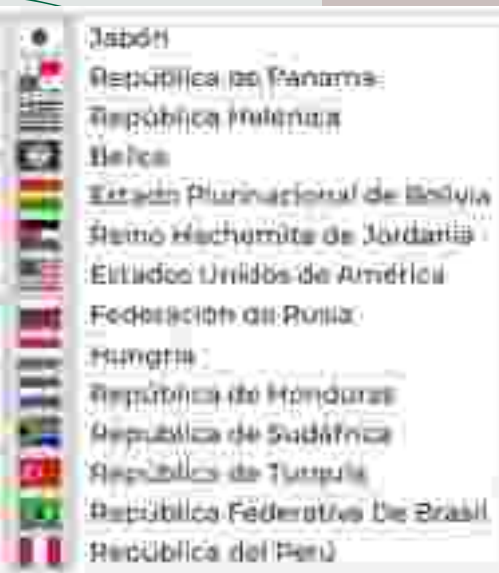 Japón
República de Panamá
República Helénica
Belice
Estado Plurinacional de Bolivia
Reino Hachemita de Jordania
Estados Unidos de América
Federación de Rusia
Hungría
República de Honduras
República de Sudáfrica
República de Turquía
República Federativa De Brasil
República del Perú